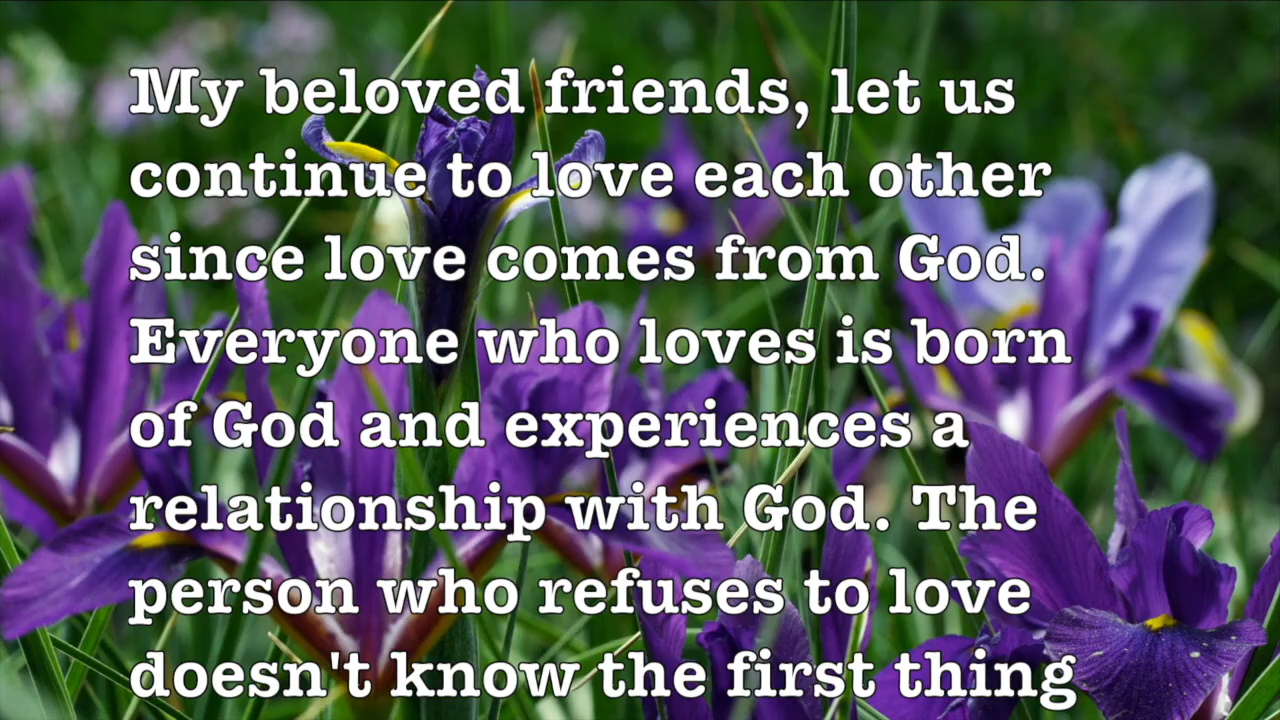 My beloved friends, let us
continue to love each other
since love comes from God.
Everyone who loves is born
of God and experiences a
relationship with God. The
person who refuses to love
doesn't know the first thing